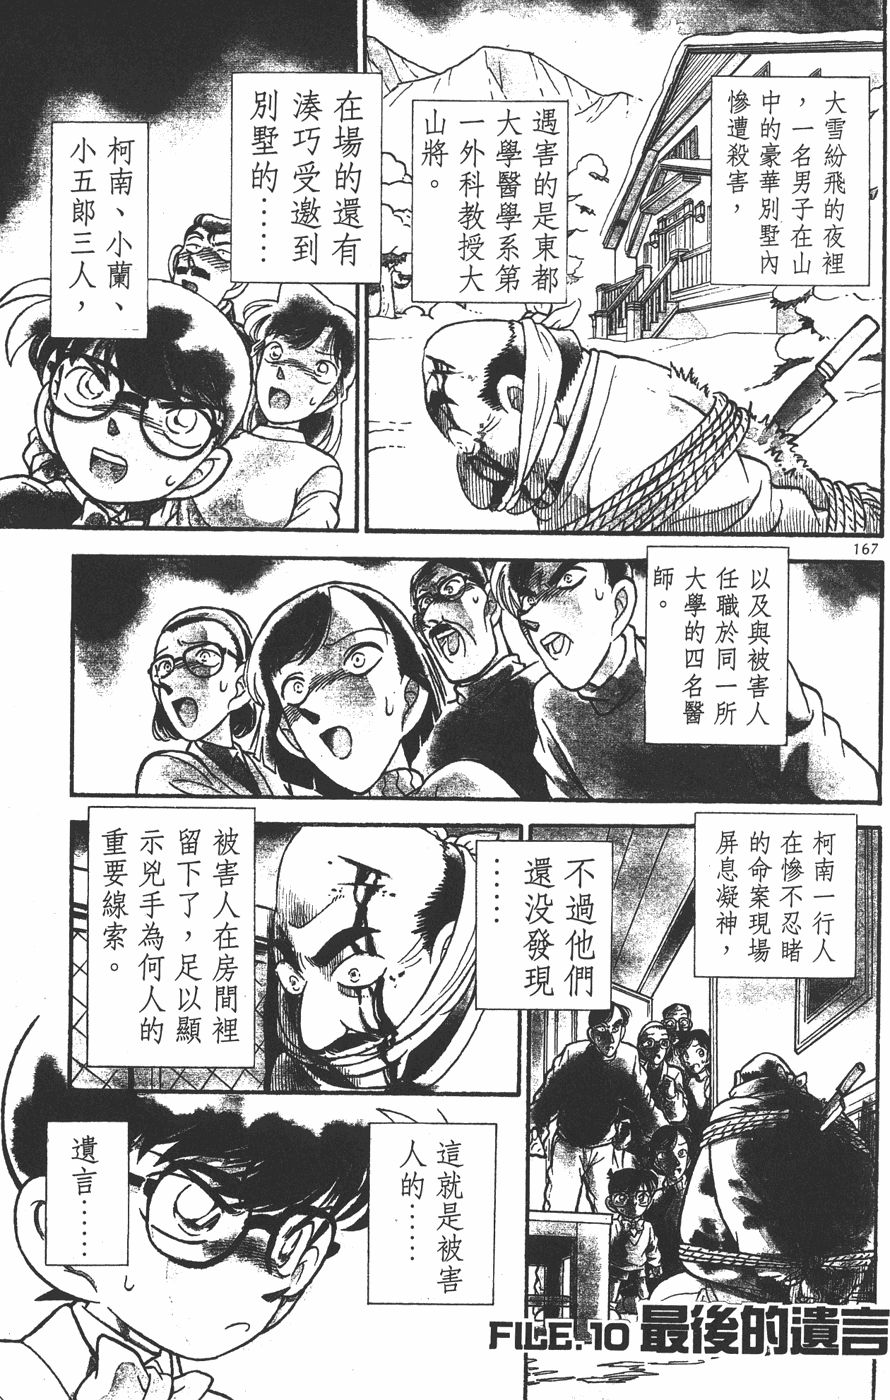 大雪紛飛的夜裡
，一名男子在山
中的豪華別墅內
慘遭殺害，
遇害的是東都
大學醫學系第
一外科教授大
山將。
在場的還有
湊巧受邀到
別墅的……
柯南、小蘭、
小五郎三人，
167
以及與被害人
任職於同一所
大學的四名醫
師。
柯南一行人
在慘不忍睹
的命案現場
屏息凝神，
不過他們
還没發現
……
被害人在房間裡
留下了，足以顯
示兇手為何人的
重要線索。
這就是被害
人的……
遺言……
FILE.10 最後的遺言